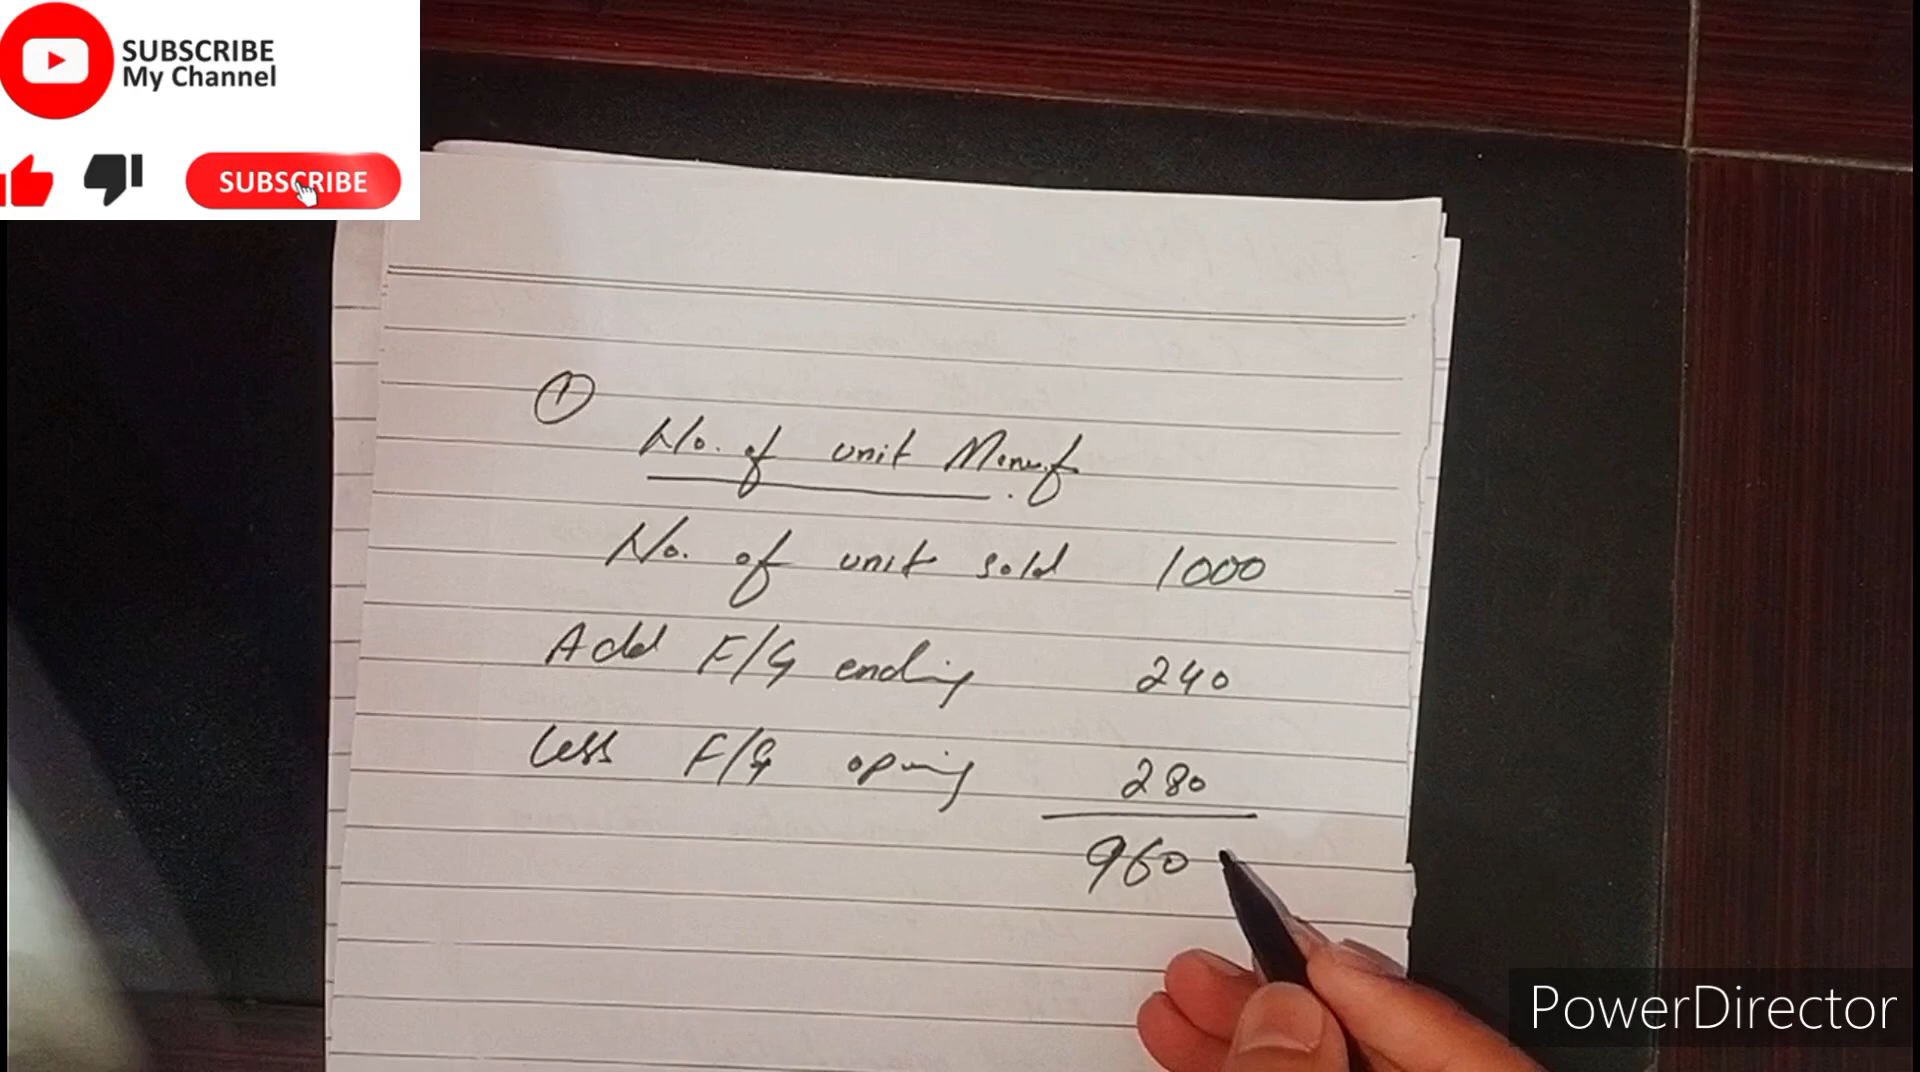 SUBSCRIBE
My Channel
SUBSCRIBE
①
No. of unit Manuf.
No. of unit sold 1000
Add F/G ending 240
Less F/G opening 280
960
PowerDirector